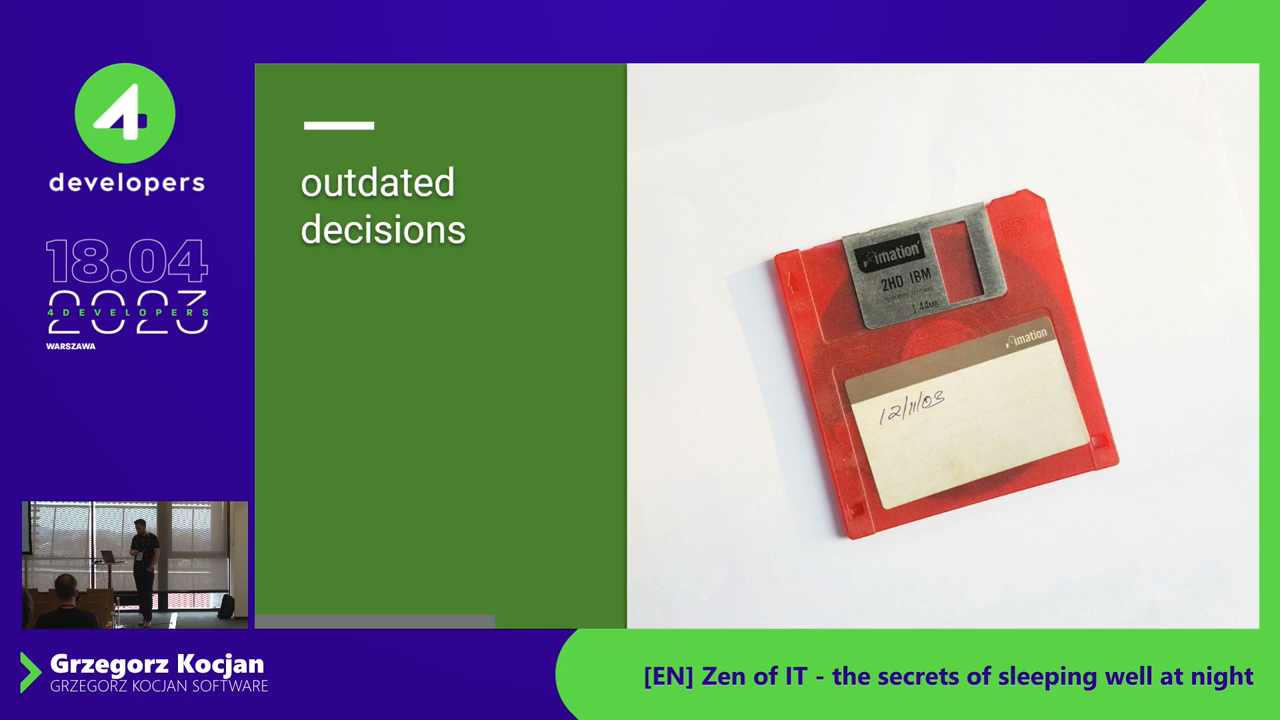 4
developers
18.04
2023
4DEVELOPERS
WARSZAWA
outdated
decisions
imation
2HD IBM
1.44MB
HD
imation
12/11/03
Grzegorz Kocjan
GRZEGORZ KOCJAN SOFTWARE
[EN] Zen of IT - the secrets of sleeping well at night